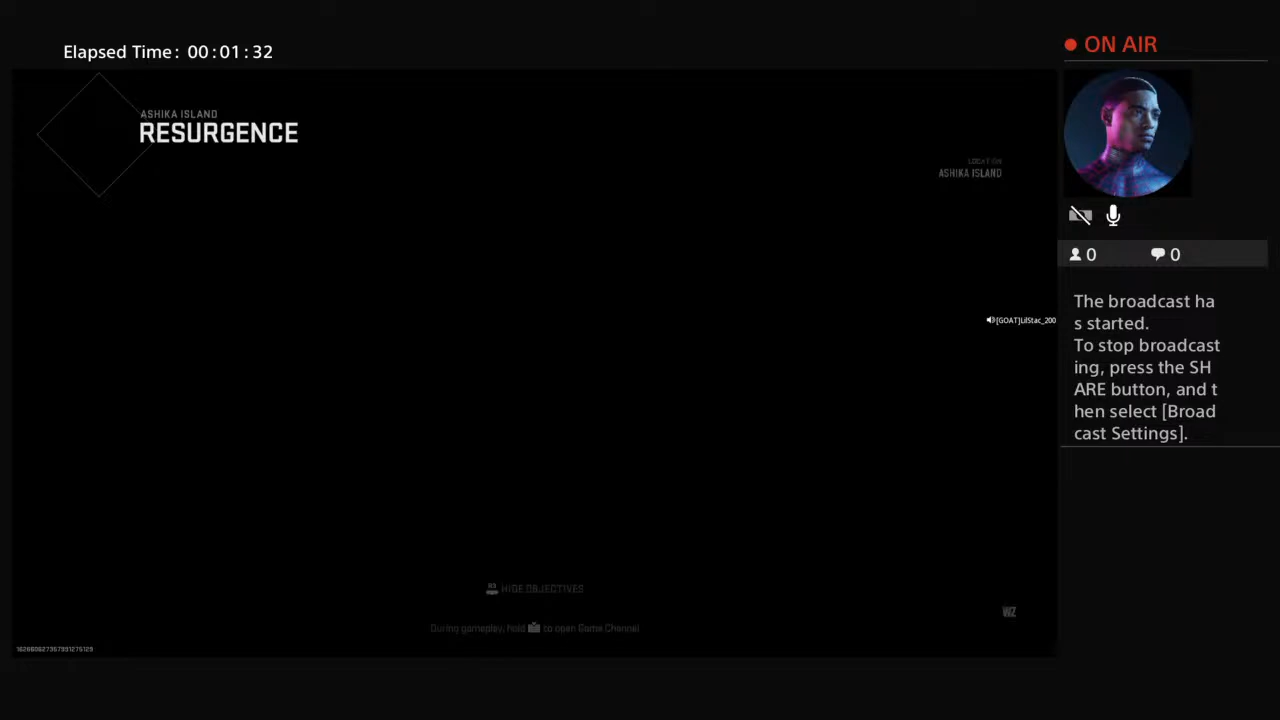 Elapsed Time: 00:01:32
ON AIR
ASHIKA ISLAND
RESURGENCE
LOCATION
ASHIKA ISLAND
0 0
The broadcast ha
s started.
To stop broadcast
ing, press the SH
ARE button, and t
hen select [Broad
cast Settings].
[GOAT]LilStac_200
R3 HIDE OBJECTIVES
WZ
During gameplay, hold to open Game Channel